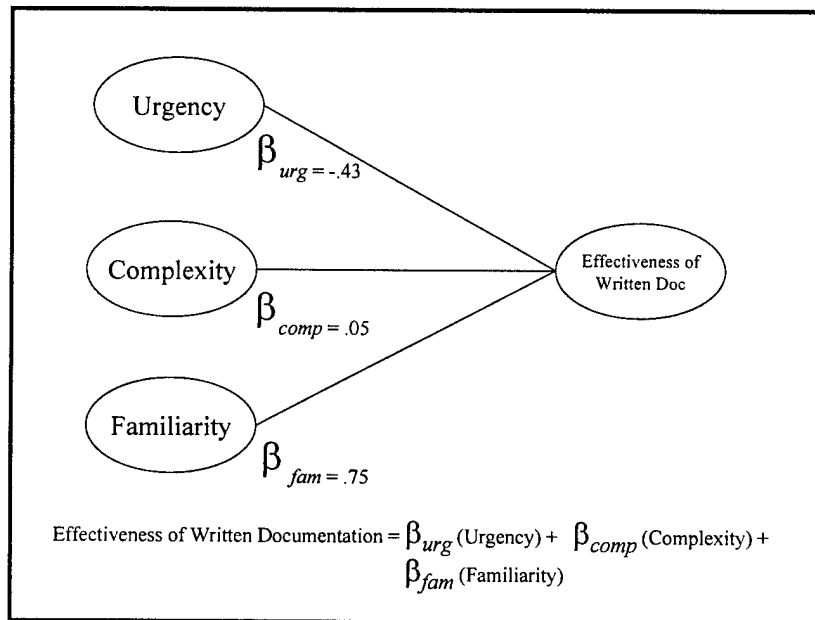 Urgency
β urg = -.43
Complexity
β comp = .05
Effectiveness of
Written Doc
Familiarity
β fam = .75
Effectiveness of Written Documentation = β urg (Urgency) + β comp (Complexity) +
β fam (Familiarity)